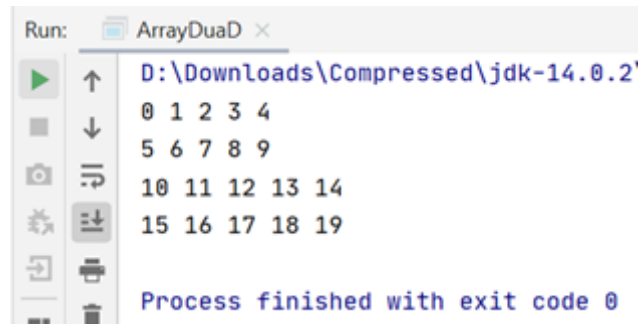 Run: ArrayDuaD
D:\Downloads\Compressed\jdk-14.0.2\
0 1 2 3 4
5 6 7 8 9
10 11 12 13 14
15 16 17 18 19
Process finished with exit code 0